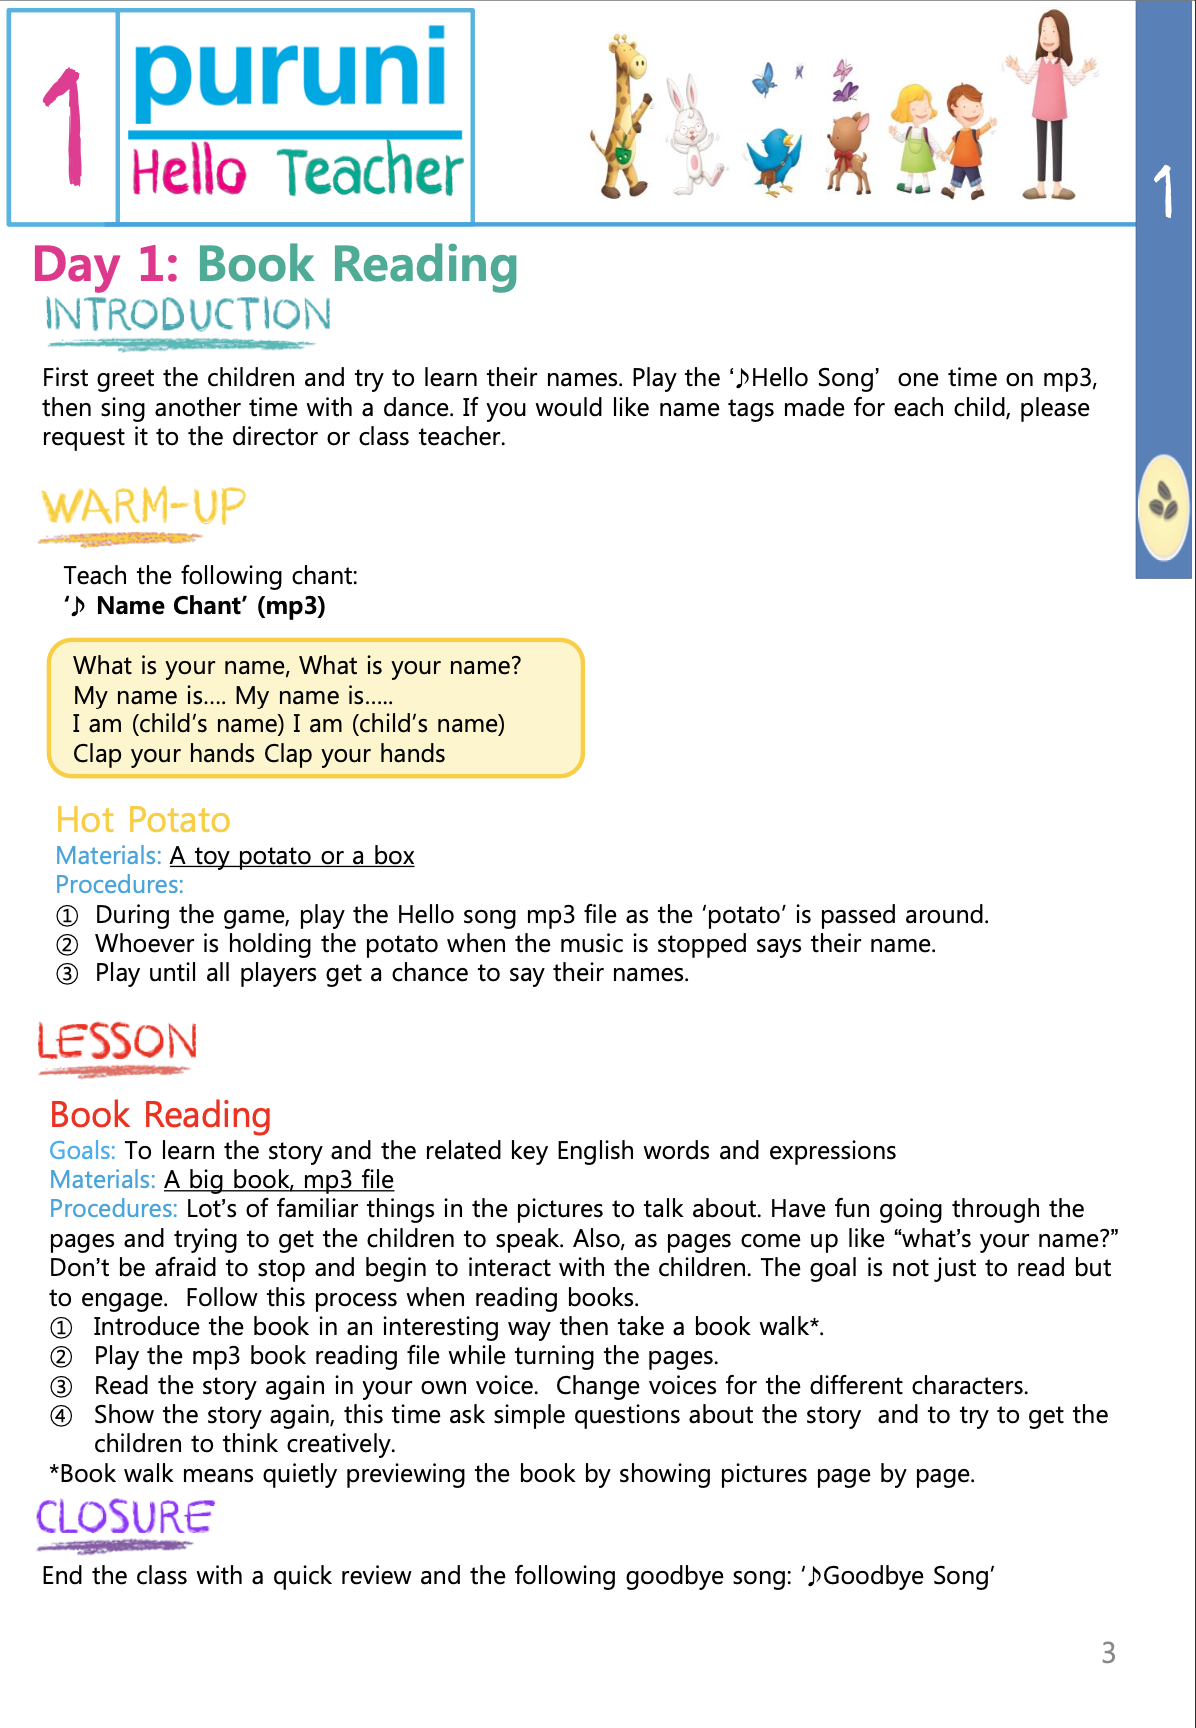 1
puruni
Hello Teacher
1
Day 1: Book Reading
INTRODUCTION
First greet the children and try to learn their names. Play the ‘♪Hello Song’  one time on mp3,
then sing another time with a dance. If you would like name tags made for each child, please
request it to the director or class teacher.
WARM-UP
Teach the following chant:
‘♪ Name Chant’ (mp3)
What is your name, What is your name?
My name is.... My name is.....
I am (child’s name) I am (child’s name)
Clap your hands Clap your hands
Hot Potato
Materials: A toy potato or a box
Procedures:
① During the game, play the Hello song mp3 file as the ‘potato’ is passed around.
② Whoever is holding the potato when the music is stopped says their name.
③ Play until all players get a chance to say their names.
LESSON
Book Reading
Goals: To learn the story and the related key English words and expressions
Materials: A big book, mp3 file
Procedures: Lot’s of familiar things in the pictures to talk about. Have fun going through the
pages and trying to get the children to speak. Also, as pages come up like “what’s your name?”
Don’t be afraid to stop and begin to interact with the children. The goal is not just to read but
to engage.  Follow this process when reading books.
① Introduce the book in an interesting way then take a book walk*.
② Play the mp3 book reading file while turning the pages.
③ Read the story again in your own voice.  Change voices for the different characters.
④ Show the story again, this time ask simple questions about the story  and to try to get the
children to think creatively.
*Book walk means quietly previewing the book by showing pictures page by page.
CLOSURE
End the class with a quick review and the following goodbye song: ‘♪Goodbye Song’
3